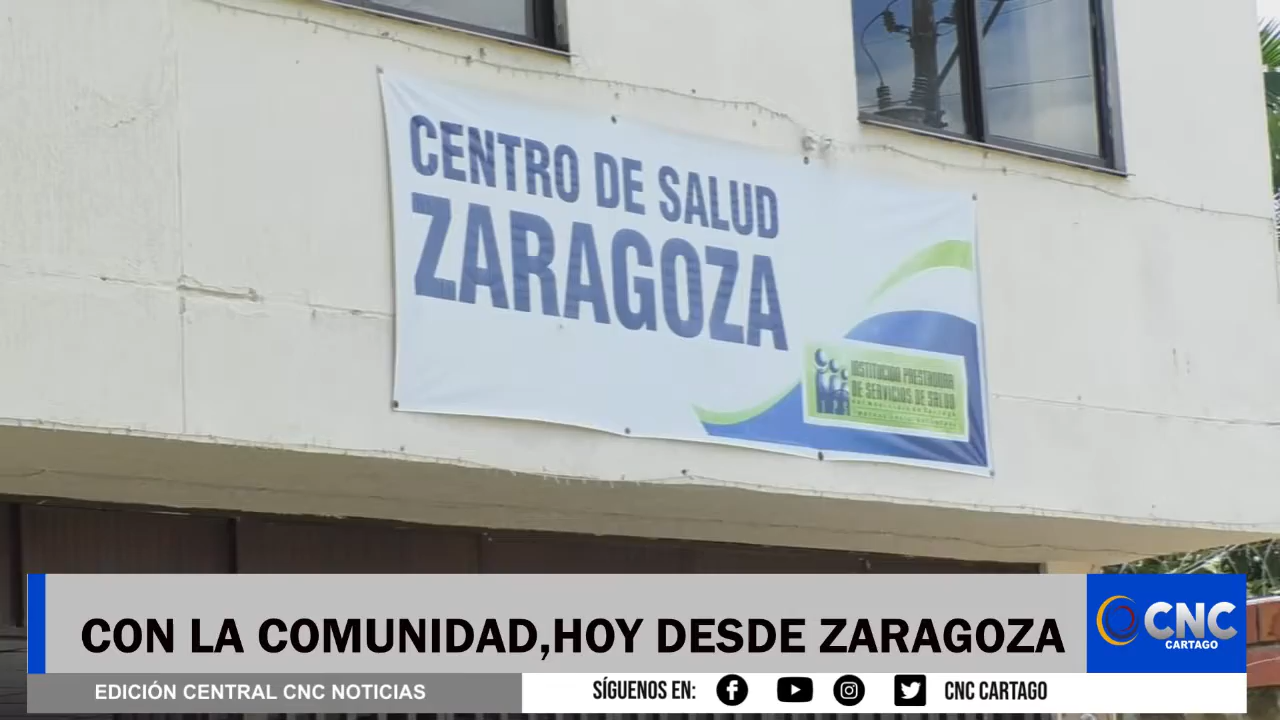 CENTRO DE SALUD
ZARAGOZA
INSTITUCION PRESTADORA
DE SERVICIOS DE SALUD
CON LA COMUNIDAD,HOY DESDE ZARAGOZA
CNC
CARTAGO
EDICIÓN CENTRAL CNC NOTICIAS
SÍGUENOS EN:
CNC CARTAGO